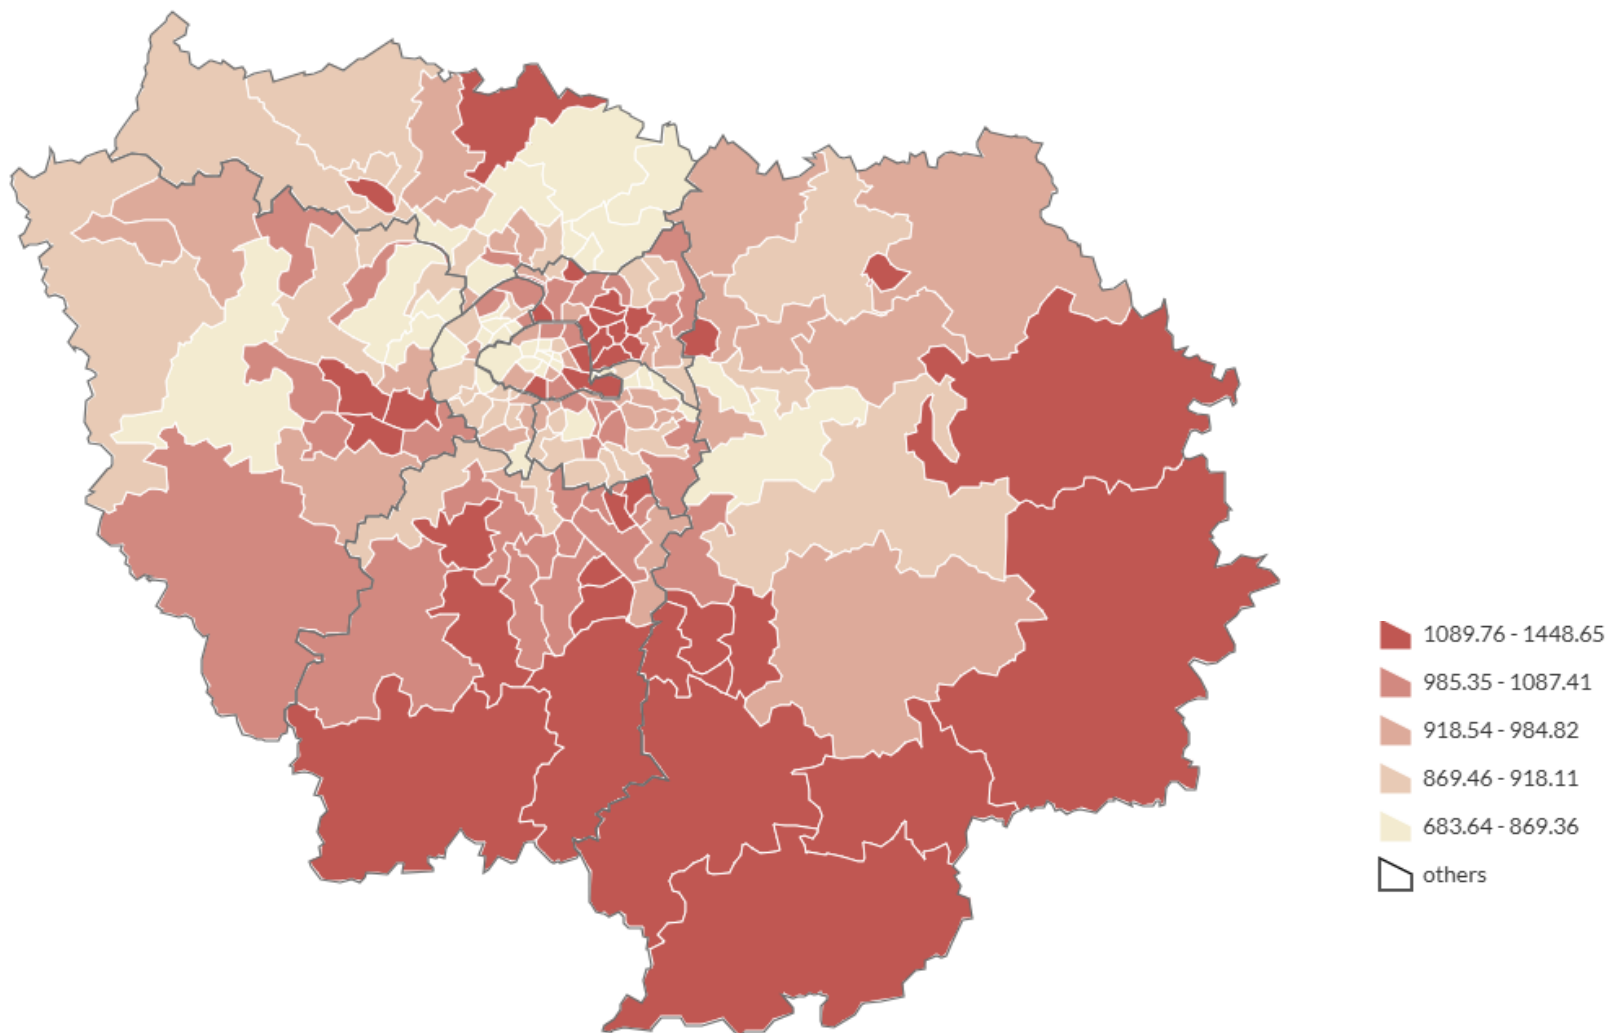 1089.76 - 1448.65
985.35 - 1087.41
918.54 - 984.82
869.46 - 918.11
683.64 - 869.36
others